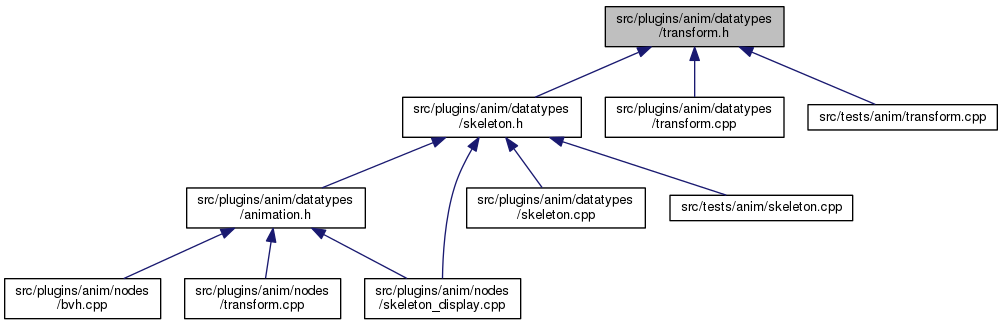 src/plugins/anim/datatypes
/transform.h
src/plugins/anim/datatypes
/skeleton.h
src/plugins/anim/datatypes
/transform.cpp
src/tests/anim/transform.cpp
src/plugins/anim/datatypes
/animation.h
src/plugins/anim/datatypes
/skeleton.cpp
src/tests/anim/skeleton.cpp
src/plugins/anim/nodes
/bvh.cpp
src/plugins/anim/nodes
/transform.cpp
src/plugins/anim/nodes
/skeleton_display.cpp